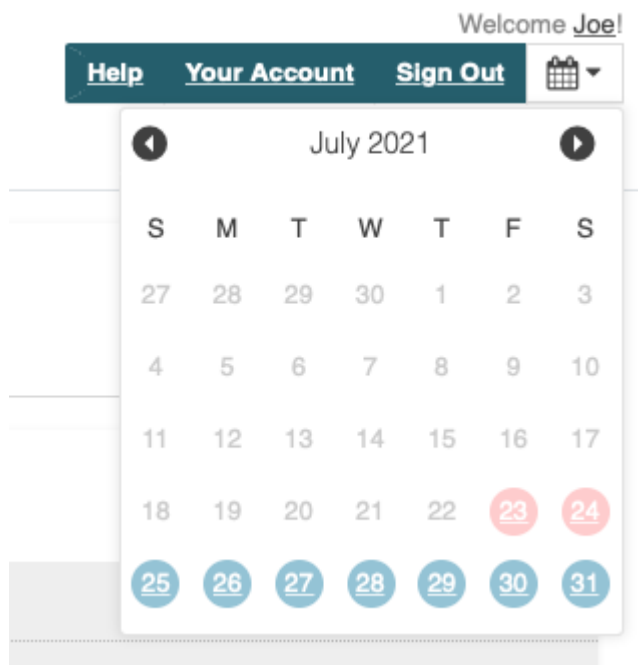 Welcome Joe!
Help Your Account Sign Out
July 2021
S M T W T F S
27 28 29 30 1 2 3
4 5 6 7 8 9 10
11 12 13 14 15 16 17
18 19 20 21 22 23 24
25 26 27 28 29 30 31